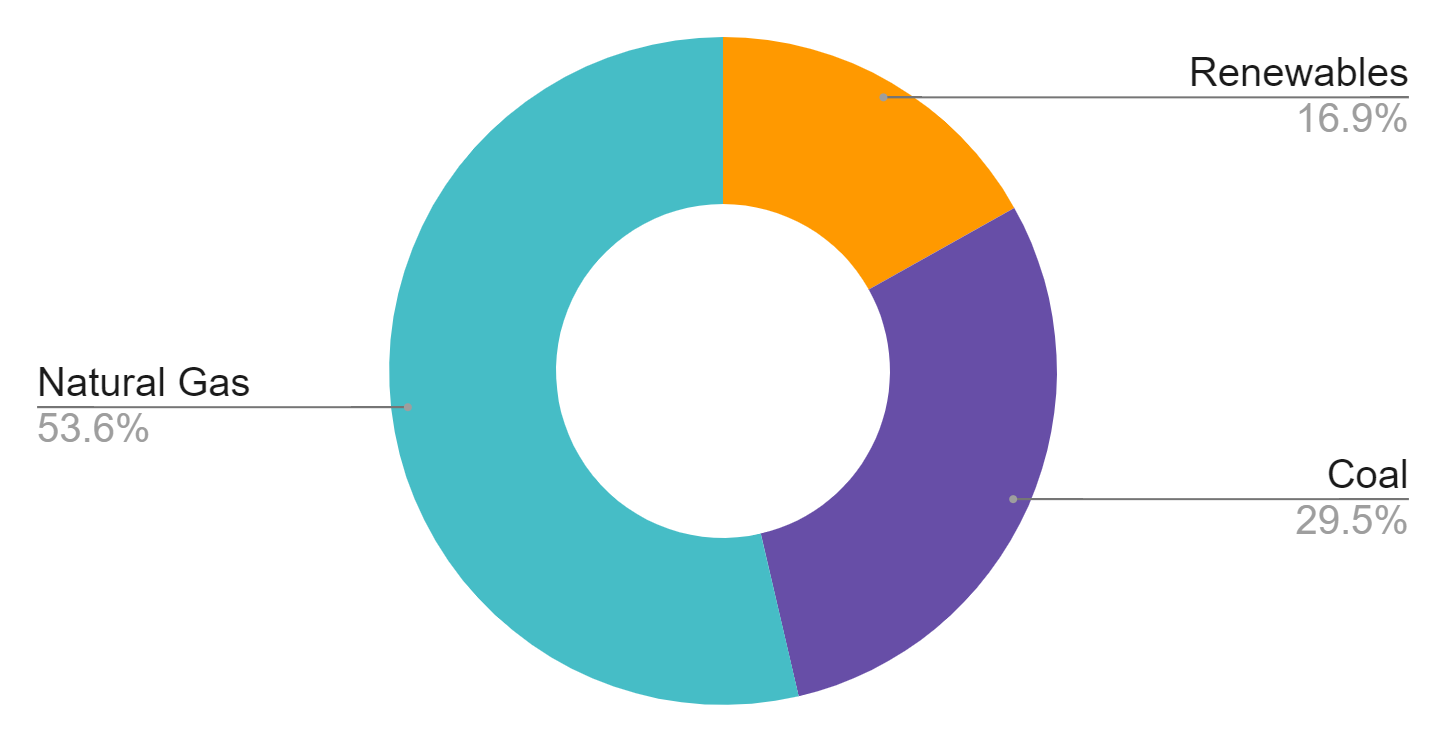 Renewables
16.9%
Natural Gas
53.6%
Coal
29.5%